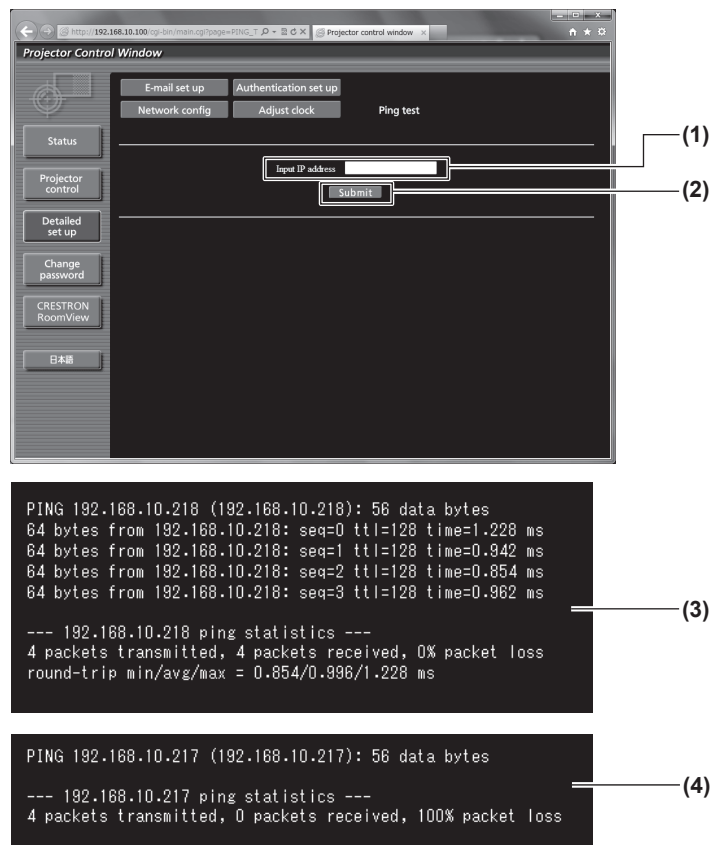 http://192.168.10.100/cgi-bin/main.cgi?page=PING_T
Projector control window
Projector Control Window
E-mail set up
Authentication set up
Network config
Adjust clock
Ping test
Status
Projector
control
Detailed
set up
Change
password
CRESTRON
RoomView
日本語
Input IP address
Submit
(1)
(2)
PING 192.168.10.218 (192.168.10.218): 56 data bytes
64 bytes from 192.168.10.218: seq=0 ttl=128 time=1.228 ms
64 bytes from 192.168.10.218: seq=1 ttl=128 time=0.942 ms
64 bytes from 192.168.10.218: seq=2 ttl=128 time=0.854 ms
64 bytes from 192.168.10.218: seq=3 ttl=128 time=0.962 ms
--- 192.168.10.218 ping statistics ---
4 packets transmitted, 4 packets received, 0% packet loss
round-trip min/avg/max = 0.854/0.996/1.228 ms
(3)
PING 192.168.10.217 (192.168.10.217): 56 data bytes
--- 192.168.10.217 ping statistics ---
4 packets transmitted, 0 packets received, 100% packet loss
(4)